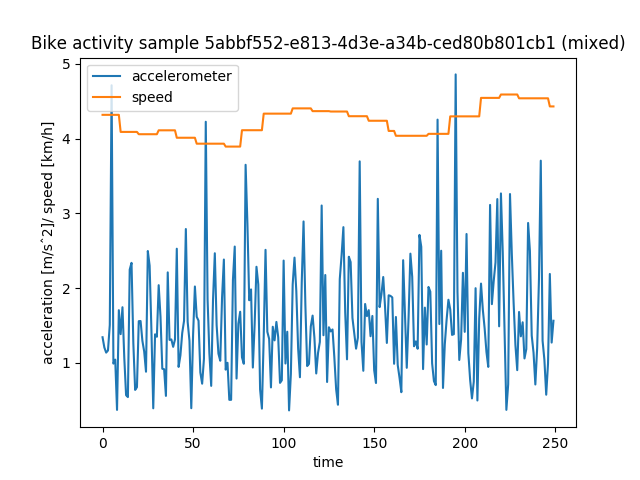 Bike activity sample 5abbf552-e813-4d3e-a34b-ced80b801cb1 (mixed)
accelerometer
speed
acceleration [m/s^2]/ speed [km/h]
5
4
3
2
1
0
50
100
150
200
250
time